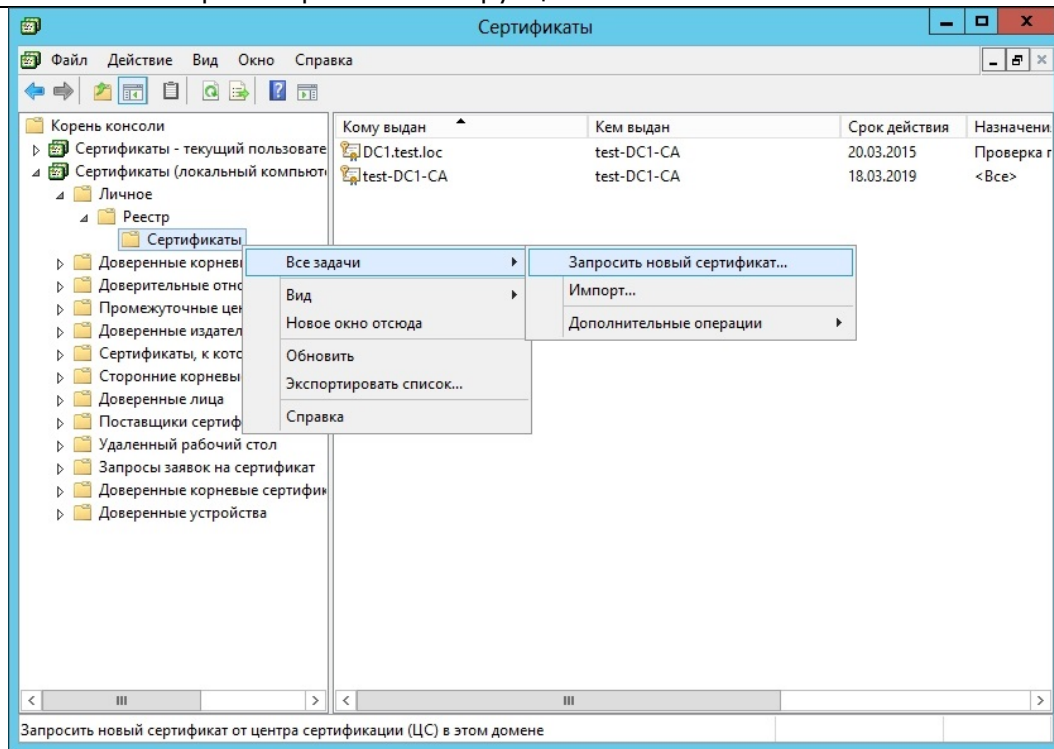 Сертификаты
Файл Действие Вид Окно Справка
Корень консоли
Сертификаты - текущий пользовате
Сертификаты (локальный компьют
Личное
Реестр
Сертификаты
Доверенные корнев
Доверительные отно
Промежуточные це
Доверенные издател
Сертификаты, к кото
Сторонние корневы
Доверенные лица
Поставщики сертиф
Удаленный рабочий стол
Запросы заявок на сертификат
Доверенные корневые сертифик
Доверенные устройства
Кому выдан Кем выдан Срок действия Назначени
DC1.test.loc test-DC1-CA 20.03.2015 Проверка г
test-DC1-CA test-DC1-CA 18.03.2019 <Все>
Все задачи
Вид
Новое окно отсюда
Обновить
Экспортировать список...
Справка
Запросить новый сертификат...
Импорт...
Дополнительные операции
Запросить новый сертификат от центра сертификации (ЦС) в этом домене